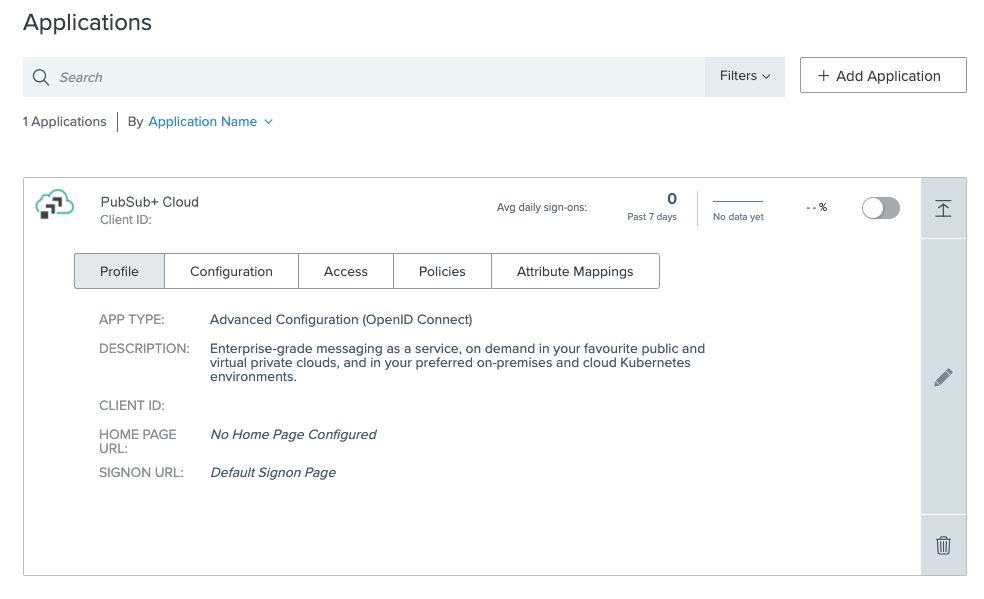 Applications
Search
Filters
+ Add Application
1 Applications | By Application Name
PubSub+ Cloud
Client ID:
Avg daily sign-ons:
0
Past 7 days
No data yet
--%
Profile
Configuration
Access
Policies
Attribute Mappings
APP TYPE: Advanced Configuration (OpenID Connect)
DESCRIPTION: Enterprise-grade messaging as a service, on demand in your favourite public and
virtual private clouds, and in your preferred on-premises and cloud Kubernetes
environments.
CLIENT ID:
HOME PAGE
URL:
No Home Page Configured
SIGNON URL: Default Signon Page